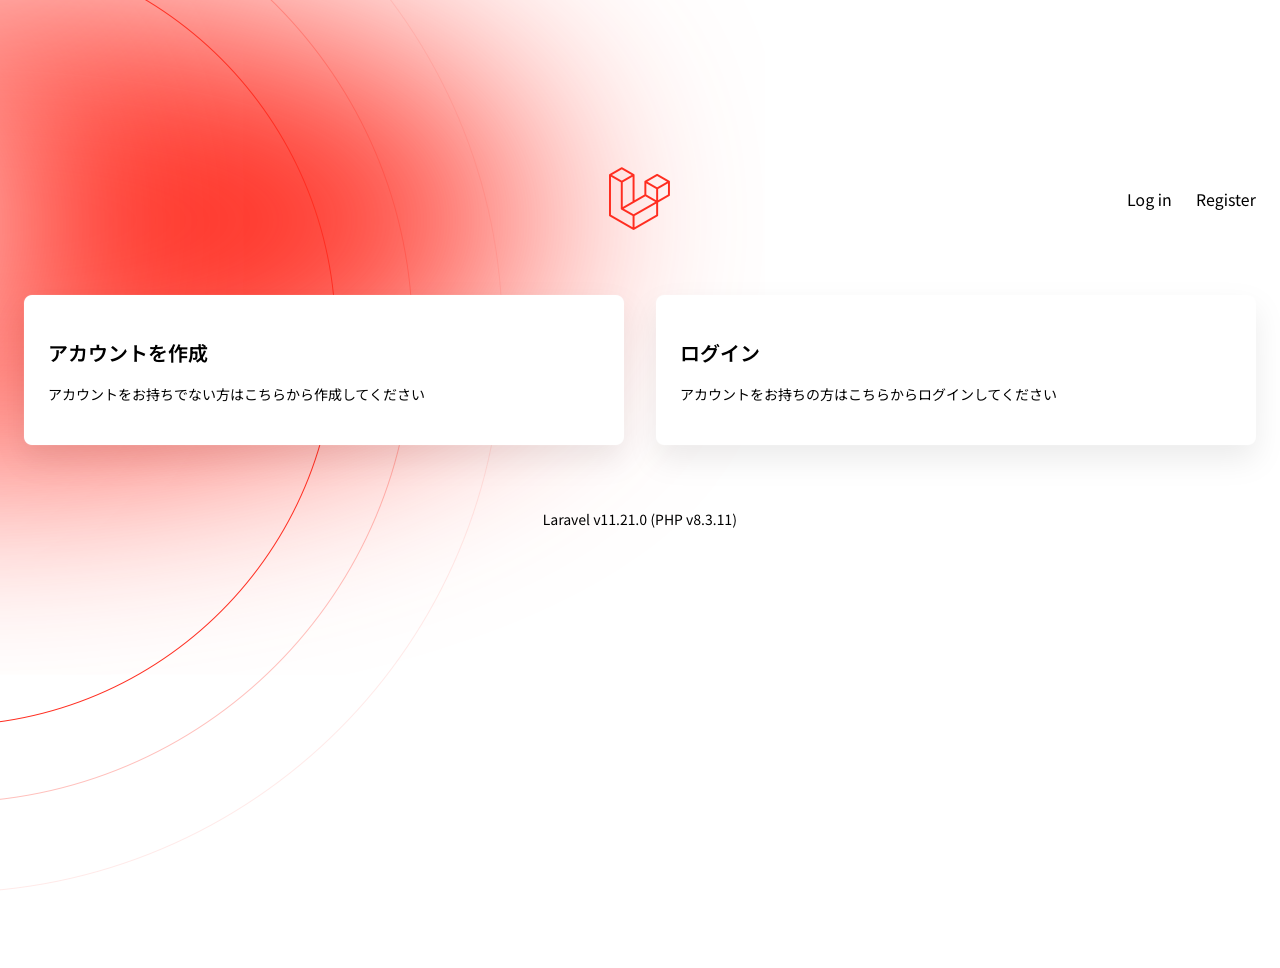 Log in Register
アカウントを作成
アカウントをお持ちでない方はこちらから作成してください
ログイン
アカウントをお持ちの方はこちらからログインしてください
Laravel v11.21.0 (PHP v8.3.11)